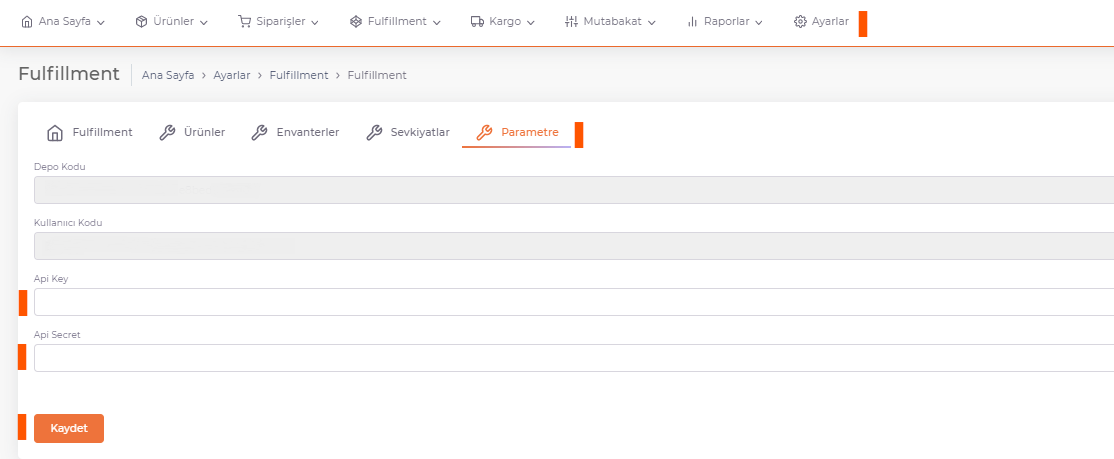 Ana Sayfa Ürünler Siparişler Fulfillment Kargo Mutabakat Raporlar Ayarlar
Fulfillment Ana Sayfa > Ayarlar > Fulfillment > Fulfillment
Fulfillment Ürünler Envanterler Sevkiyatlar Parametre
Depo Kodu
Kullanııcı Kodu
Api Key
Api Secret
Kaydet